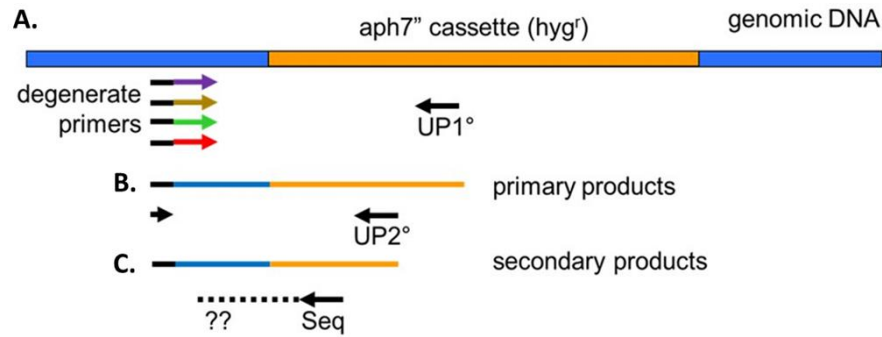 A.
aph7” cassette (hygʳ)
genomic DNA
degenerate
primers
UP1°
B.
primary products
UP2°
C.
secondary products
??
Seq